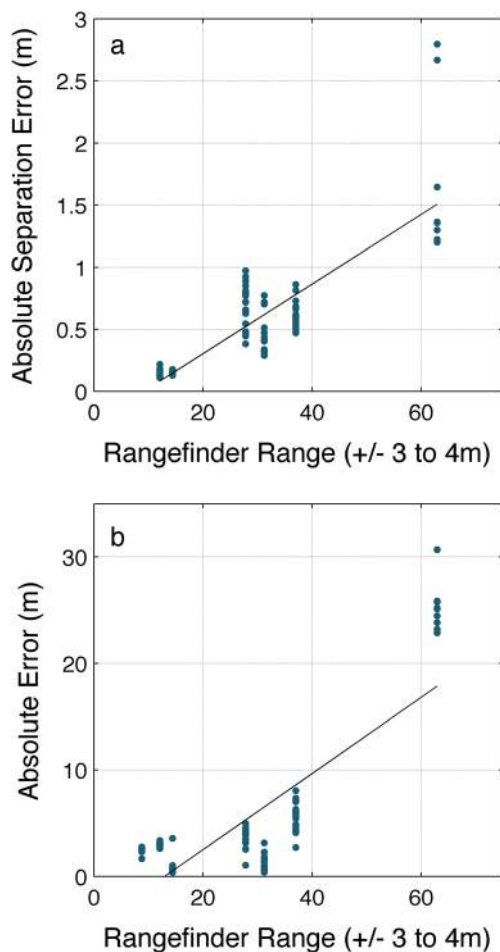 a
3
2.5
2
1.5
1
0.5
0
0 20 40 60
Absolute Separation Error (m)
Rangefinder Range (+/- 3 to 4m)
b
30
20
10
0
0 20 40 60
Absolute Error (m)
Rangefinder Range (+/- 3 to 4m)